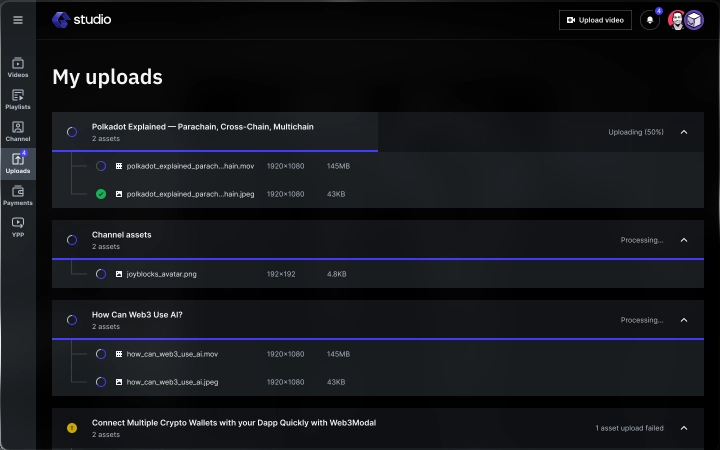 studio
Upload video
4
Videos
Playlists
Channel
4
Uploads
Payments
YPP
My uploads
Polkadot Explained — Parachain, Cross-Chain, Multichain
2 assets
Uploading (50%)
polkadot_explained_parach...hain.mov 1920×1080 145MB
polkadot_explained_parach...hain.jpeg 1920×1080 43KB
Channel assets
2 assets
Processing...
joyblocks_avatar.png 192×192 4.8KB
How Can Web3 Use AI?
2 assets
Processing...
how_can_web3_use_ai.mov 1920×1080 145MB
how_can_web3_use_ai.jpeg 1920×1080 43KB
Connect Multiple Crypto Wallets with your Dapp Quickly with Web3Modal
2 assets
1 asset upload failed